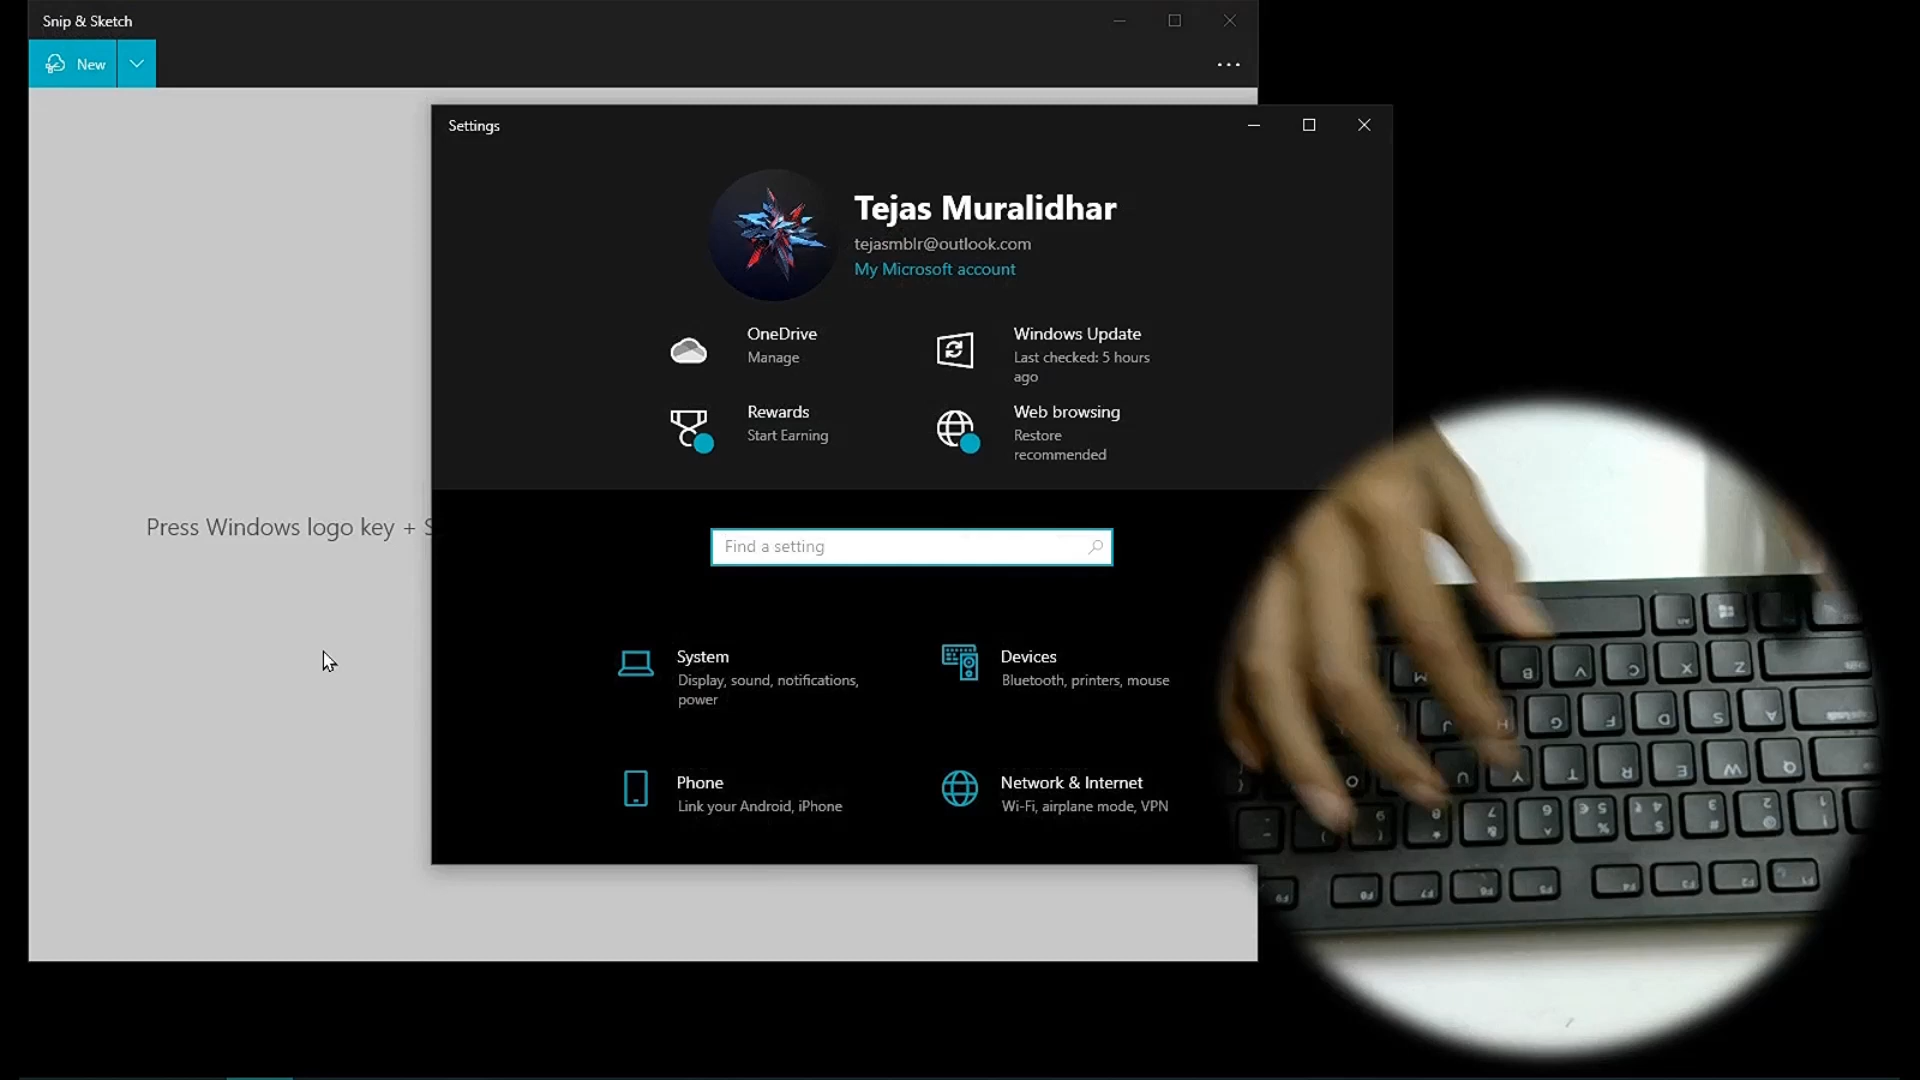 Snip & Sketch
New
Press Windows logo key + S
Settings
Tejas Muralidhar
tejasmblr@outlook.com
My Microsoft account
OneDrive
Manage
Windows Update
Last checked: 5 hours
ago
Rewards
Start Earning
Web browsing
Restore
recommended
Find a setting
System
Display, sound, notifications,
power
Devices
Bluetooth, printers, mouse
Phone
Link your Android, iPhone
Network & Internet
Wi-Fi, airplane mode, VPN
M B V C X Z
J H G F D S A
O U Y T R E W Q